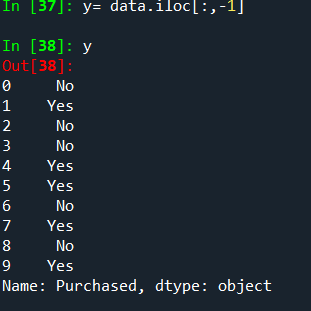 In [37]: y= data.iloc[:,-1]
In [38]: y
Out[38]:
0     No
1    Yes
2     No
3     No
4    Yes
5    Yes
6     No
7    Yes
8     No
9    Yes
Name: Purchased, dtype: object